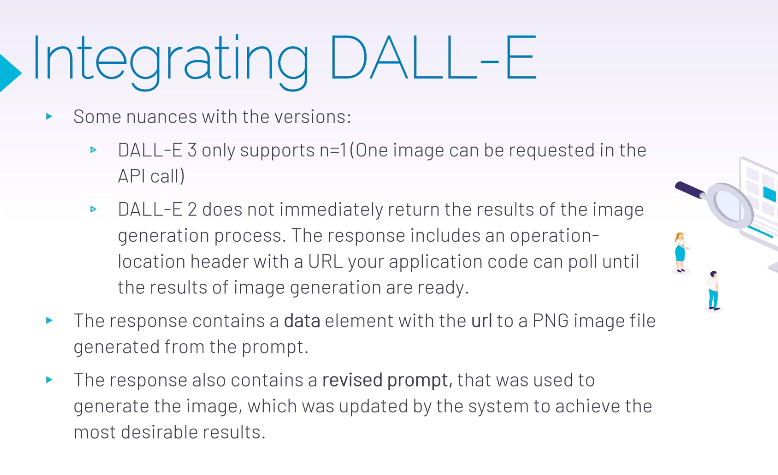 Integrating DALL-E
Some nuances with the versions:
DALL-E 3 only supports n=1 (One image can be requested in the
API call)
DALL-E 2 does not immediately return the results of the image
generation process. The response includes an operation-
location header with a URL your application code can poll until
the results of image generation are ready.
The response contains a data element with the url to a PNG image file
generated from the prompt.
The response also contains a revised prompt, that was used to
generate the image, which was updated by the system to achieve the
most desirable results.